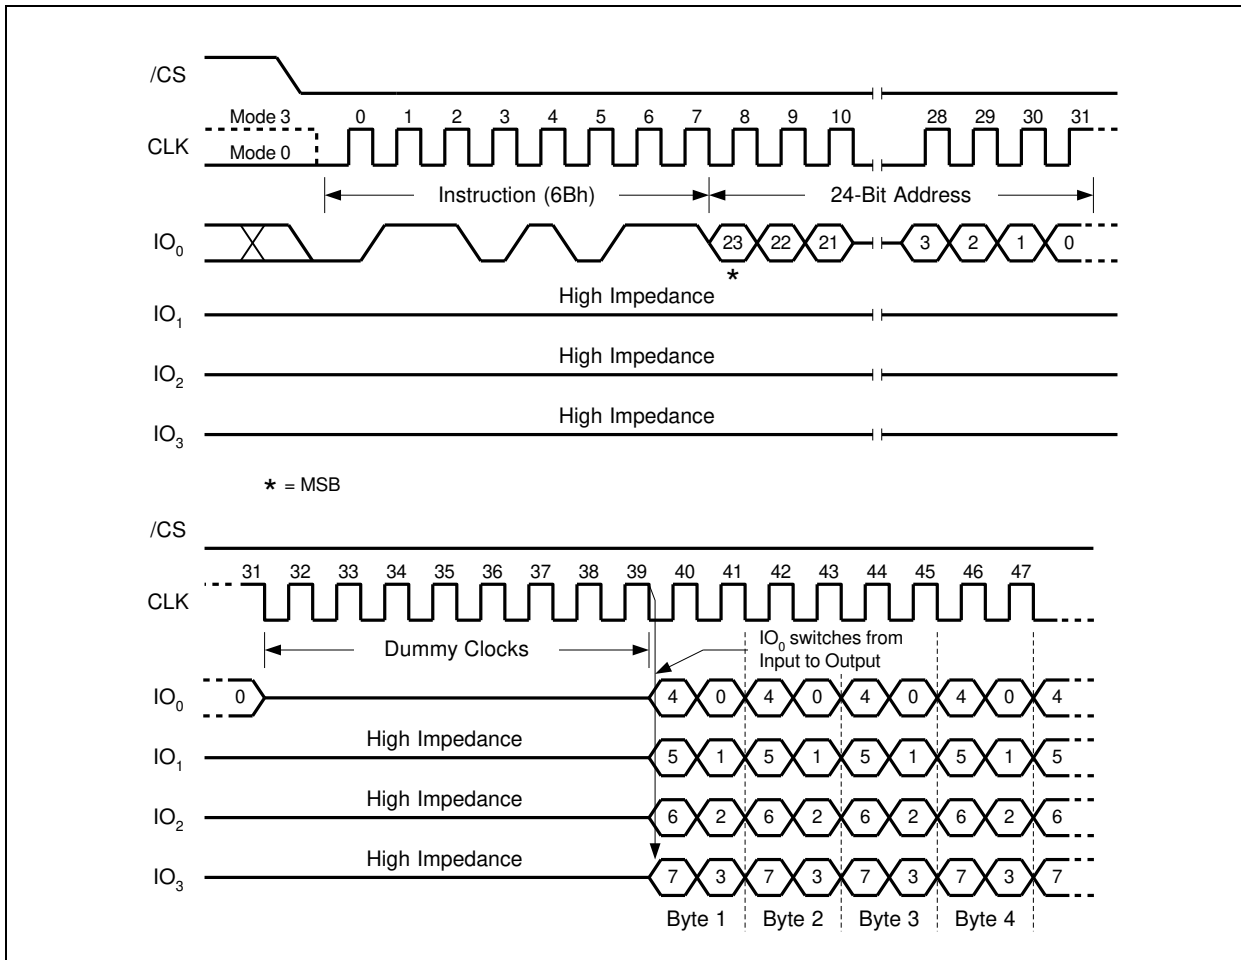 /CS
Mode 3 0 1 2 3 4 5 6 7 8 9 10 28 29 30 31
CLK
Mode 0
Instruction (6Bh) 24-Bit Address
IO0 23 22 21 3 2 1 0
*
High Impedance
IO1
High Impedance
IO2
High Impedance
IO3
* = MSB
/CS
31 32 33 34 35 36 37 38 39 40 41 42 43 44 45 46 47
CLK
Dummy Clocks
IO0 switches from
Input to Output
IO0 0 4 0 4 0 4 0 4 0 4
High Impedance
IO1 5 1 5 1 5 1 5 1 5
High Impedance
IO2 6 2 6 2 6 2 6 2 6
High Impedance
IO3 7 3 7 3 7 3 7 3 7
Byte 1 Byte 2 Byte 3 Byte 4